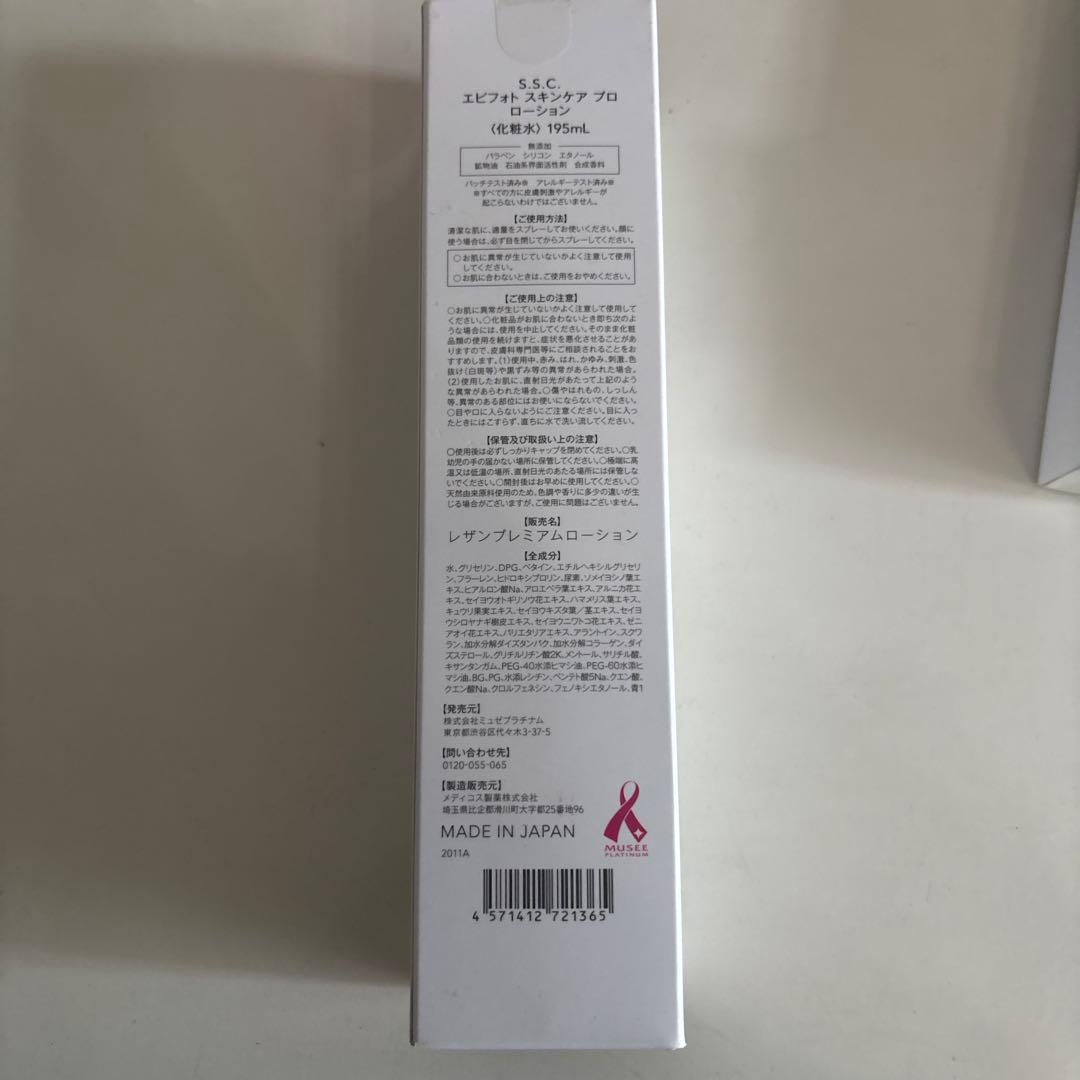 S.S.C.
エピフォト スキンケア プロ
ローション
〈化粧水〉195mL
無添加
パラベン シリコン エタノール
鉱物油 石油系界面活性剤 合成香料
パッチテスト済み※ アレルギーテスト済み※
※すべての方に皮膚刺激やアレルギーが
起こらないわけではございません。
【ご使用方法】
清潔な肌に、適量をスプレーしてお使いください。顔に
使う場合は、必ず目を閉じてからスプレーしてください。
○お肌に異常が生じていないかよく注意して使用
してください。
○お肌に合わないときは、ご使用をおやめください。
【ご使用上の注意】
○お肌に異常が生じていないかよく注意して使用して
ください。○化粧品がお肌に合わないとき即ち次のよ
うな場合には、使用を中止してください。そのまま化粧
品類の使用を続けますと、症状を悪化させることがあ
りますので、皮膚科専門医等にご相談されることをお
すすめします。(1)使用中、赤み、はれ、かゆみ、刺激、色
抜け(白斑等)や黒ずみ等の異常があらわれた場合。
(2)使用したお肌に、直射日光があたって上記のよう
な異常があらわれた場合。○傷やはれもの、しっしん
等、異常のある部位にはお使いにならないでください。
○目や口に入らないようにご注意ください。目に入っ
たときにはこすらず、直ちに水で洗い流してください。
【保管及び取扱い上の注意】
○使用後は必ずしっかりキャップを閉めてください。○乳
幼児の手の届かない場所に保管してください。○極端に高
温又は低温の場所、直射日光のあたる場所には保管しな
いでください。○開封後はお早めに使用してください。○
天然由来原料使用のため、色調や香りに多少の違いが生
じる場合がございますが、ご使用に問題はございません。
【販売名】
レザンプレミアムローション
【全成分】
水、グリセリン、DPG、ベタイン、エチルヘキシルグリセリ
ン、フラーレン、ヒドロキシプロリン、尿素、ソメイヨシノ葉エ
キス、ヒアルロン酸Na、アロエベラ葉エキス、アルニカ花エ
キス、セイヨウオトギリソウ花エキス、ハマメリス葉エキス、
キュウリ果実エキス、セイヨウキズタ葉／茎エキス、セイヨ
ウシロヤナギ樹皮エキス、セイヨウニワトコ花エキス、ゼニ
アオイ花エキス、パリエタリアエキス、アラントイン、スクワ
ラン、加水分解ダイズタンパク、加水分解コラーゲン、ダイ
ズステロール、グリチルリチン酸2K、メントール、サリチル酸、
キサンタンガム、PEG-40水添ヒマシ油、PEG-60水添ヒ
マシ油、BG、PG、水添レシチン、ペンテト酸5Na、クエン酸、
クエン酸Na、クロルフェネシン、フェノキシエタノール、青1
【発売元】
株式会社ミュゼプラチナム
東京都渋谷区代々木3-37-5
【問い合わせ先】
0120-055-065
【製造販売元】
メディコス製薬株式会社
埼玉県比企郡滑川町大字都25番地96
MADE IN JAPAN
2011A
MUSEE
PLATINUM
4 571412 721365